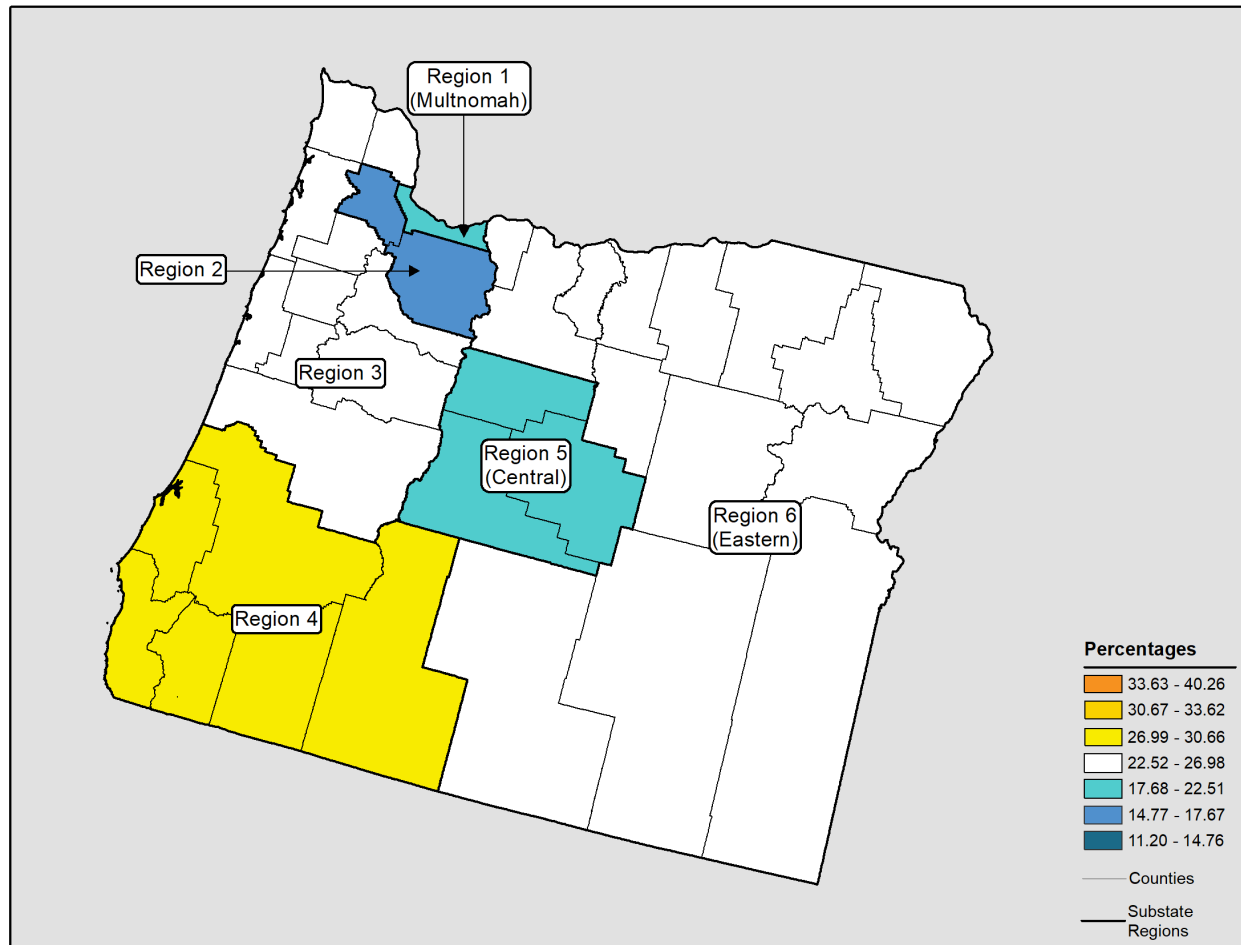 Region 1
(Multnomah)
Region 2
Region 3
Region 5
(Central)
Region 6
(Eastern)
Region 4
Percentages
33.63 - 40.26
30.67 - 33.62
26.99 - 30.66
22.52 - 26.98
17.68 - 22.51
14.77 - 17.67
11.20 - 14.76
Counties
Substate
Regions